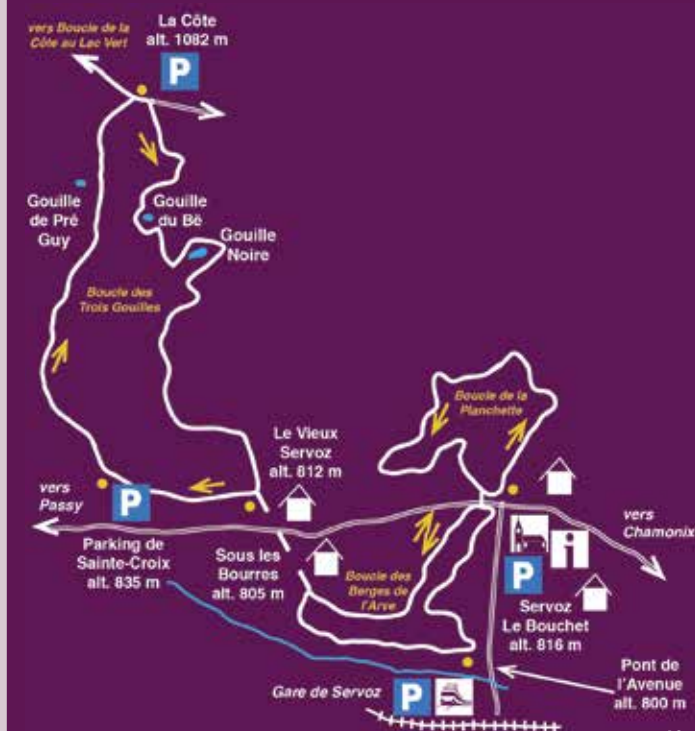 vers Boucle de la
Côte au Lac Vert
La Côte
alt. 1082 m
P
Gouille
de Pré
Guy
Gouille
du Bê
Gouille
Noire
Boucle des
Trois Gouilles
Boucle de la
Planchette
Le Vieux
Servoz
alt. 812 m
vers
Passy
P
Parking de
Sainte-Croix
alt. 835 m
Sous les
Bourres
alt. 805 m
Boucle des
Berges de
l'Arve
vers
Chamonix
i
P
Servoz
Le Bouchet
alt. 816 m
Pont de
l'Avenue
alt. 800 m
Gare de Servoz
P